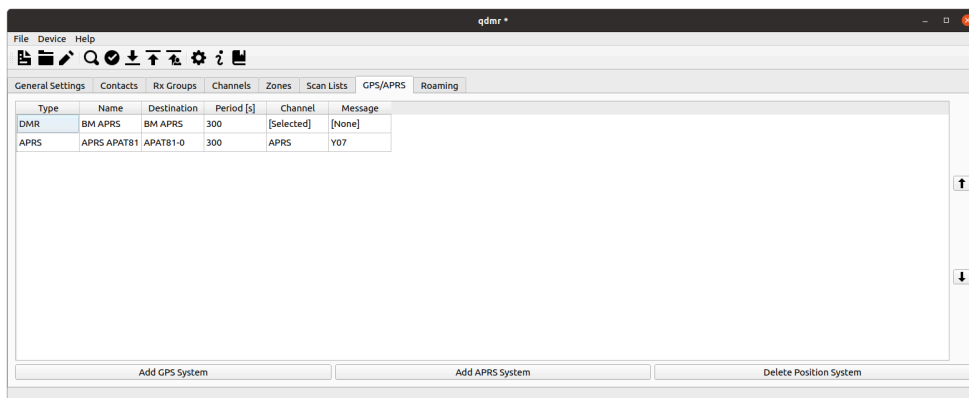 qdmr *
File Device Help
General Settings Contacts Rx Groups Channels Zones Scan Lists GPS/APRS Roaming
Type Name Destination Period [s] Channel Message
DMR BM APRS BM APRS 300 [Selected] [None]
APRS APRS APAT81 APAT81-0 300 APRS Y07
Add GPS System Add APRS System Delete Position System